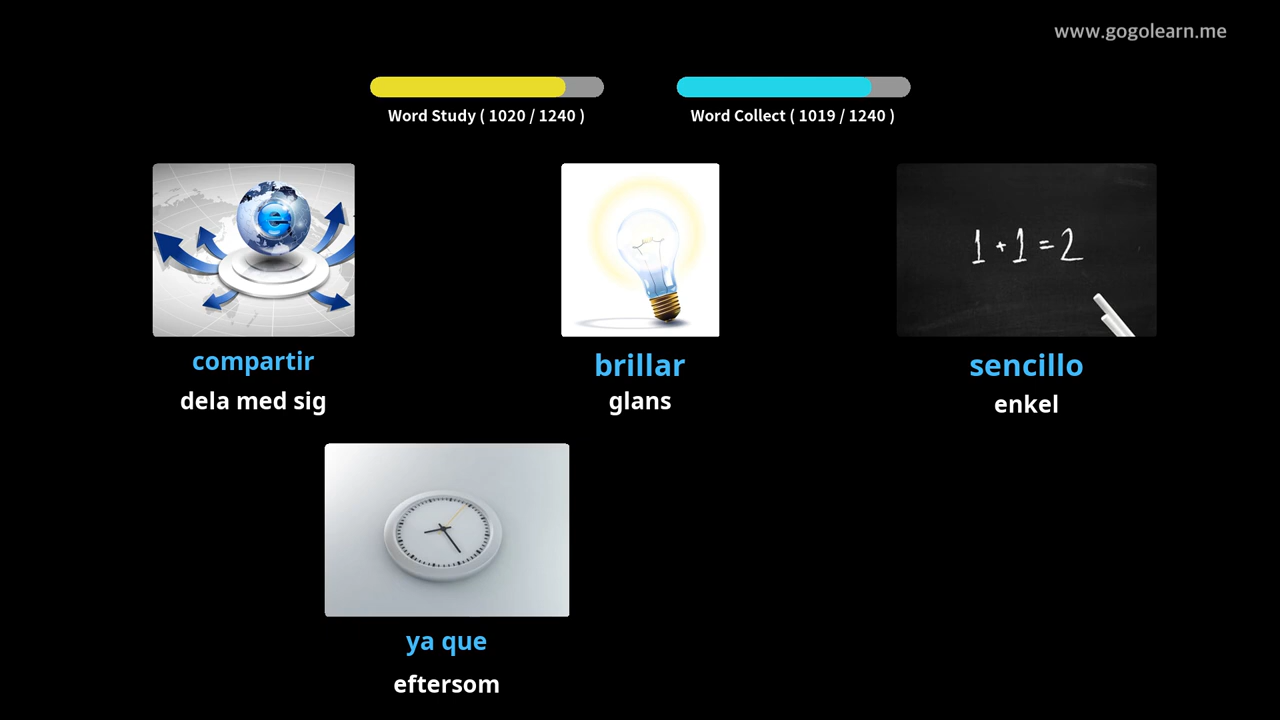 www.gogolearn.me
Word Study ( 1020 / 1240 )
Word Collect ( 1019 / 1240 )
e
1 + 1 = 2
compartir
dela med sig
brillar
glans
sencillo
enkel
ya que
eftersom